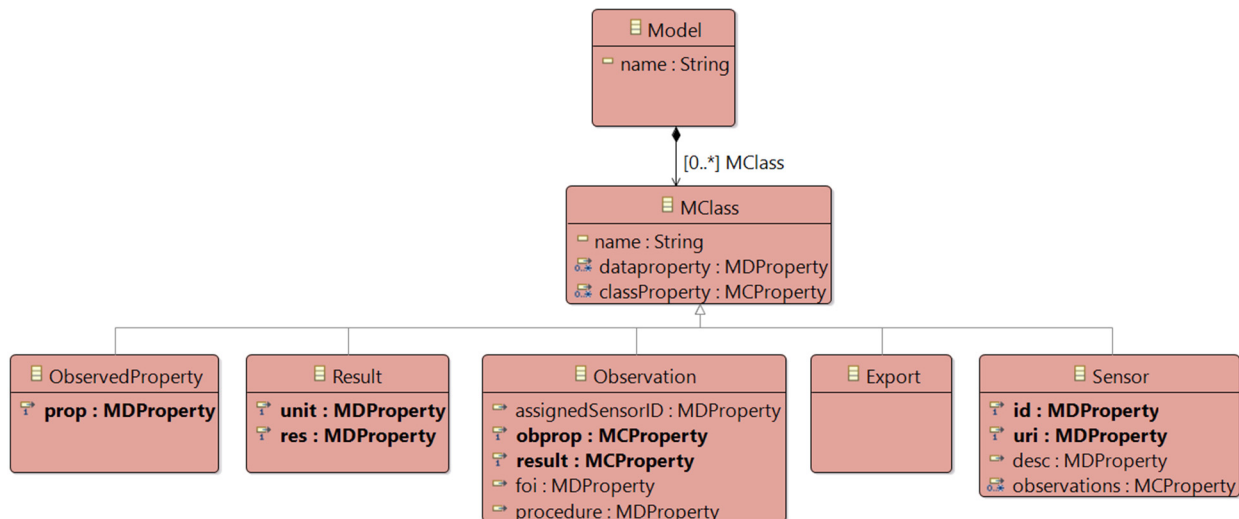 Model
name : String
[0..*] MClass
MClass
name : String
dataproperty : MDProperty
classProperty : MCProperty
ObservedProperty
prop : MDProperty
Result
unit : MDProperty
res : MDProperty
Observation
assignedSensorID : MDProperty
obprop : MCProperty
result : MCProperty
foi : MDProperty
procedure : MDProperty
Export
Sensor
id : MDProperty
uri : MDProperty
desc : MDProperty
observations : MCProperty